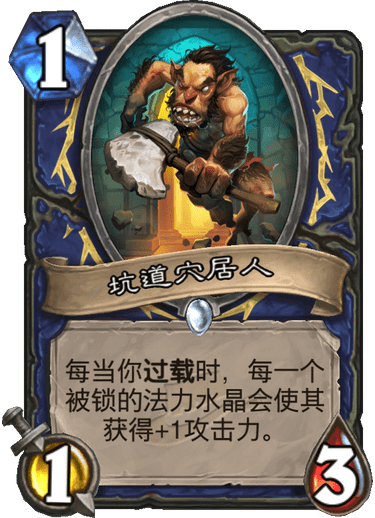 1
坑道穴居人
每当你过载时，每一个
被锁的法力水晶会使其
获得+1攻击力。
1
3